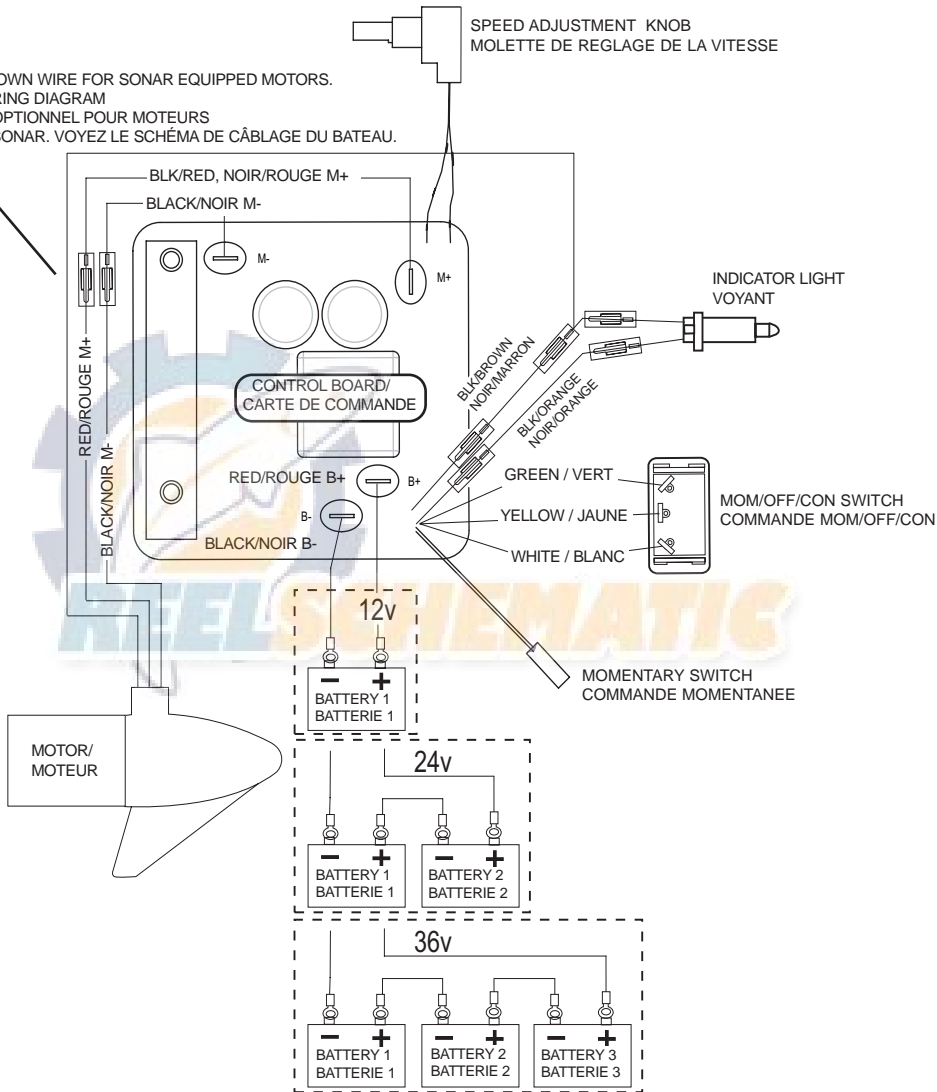 SPEED ADJUSTMENT KNOB
MOLETTE DE REGLAGE DE LA VITESSE
OWN WIRE FOR SONAR EQUIPPED MOTORS.
RING DIAGRAM
OPTIONNEL POUR MOTEURS
SONAR. VOYEZ LE SCHÉMA DE CÂBLAGE DU BATEAU.
BLK/RED, NOIR/ROUGE M+
BLACK/NOIR M-
M-
M+
INDICATOR LIGHT
VOYANT
RED/ROUGE M+
BLACK/NOIR M-
CONTROL BOARD/
CARTE DE COMMANDE
BLK/BROWN
NOIR/MARRON
BLK/ORANGE
NOIR/ORANGE
RED/ROUGE B+
B+
B-
BLACK/NOIR B-
GREEN / VERT
YELLOW / JAUNE
WHITE / BLANC
MOM/OFF/CON SWITCH
COMMANDE MOM/OFF/CON
REELSCHEMATIC
MOMENTARY SWITCH
COMMANDE MOMENTANEE
MOTOR/
MOTEUR
12v
- +
BATTERY 1
BATTERIE 1
24v
- +
BATTERY 1
BATTERIE 1
- +
BATTERY 2
BATTERIE 2
36v
- +
BATTERY 1
BATTERIE 1
- +
BATTERY 2
BATTERIE 2
- +
BATTERY 3
BATTERIE 3